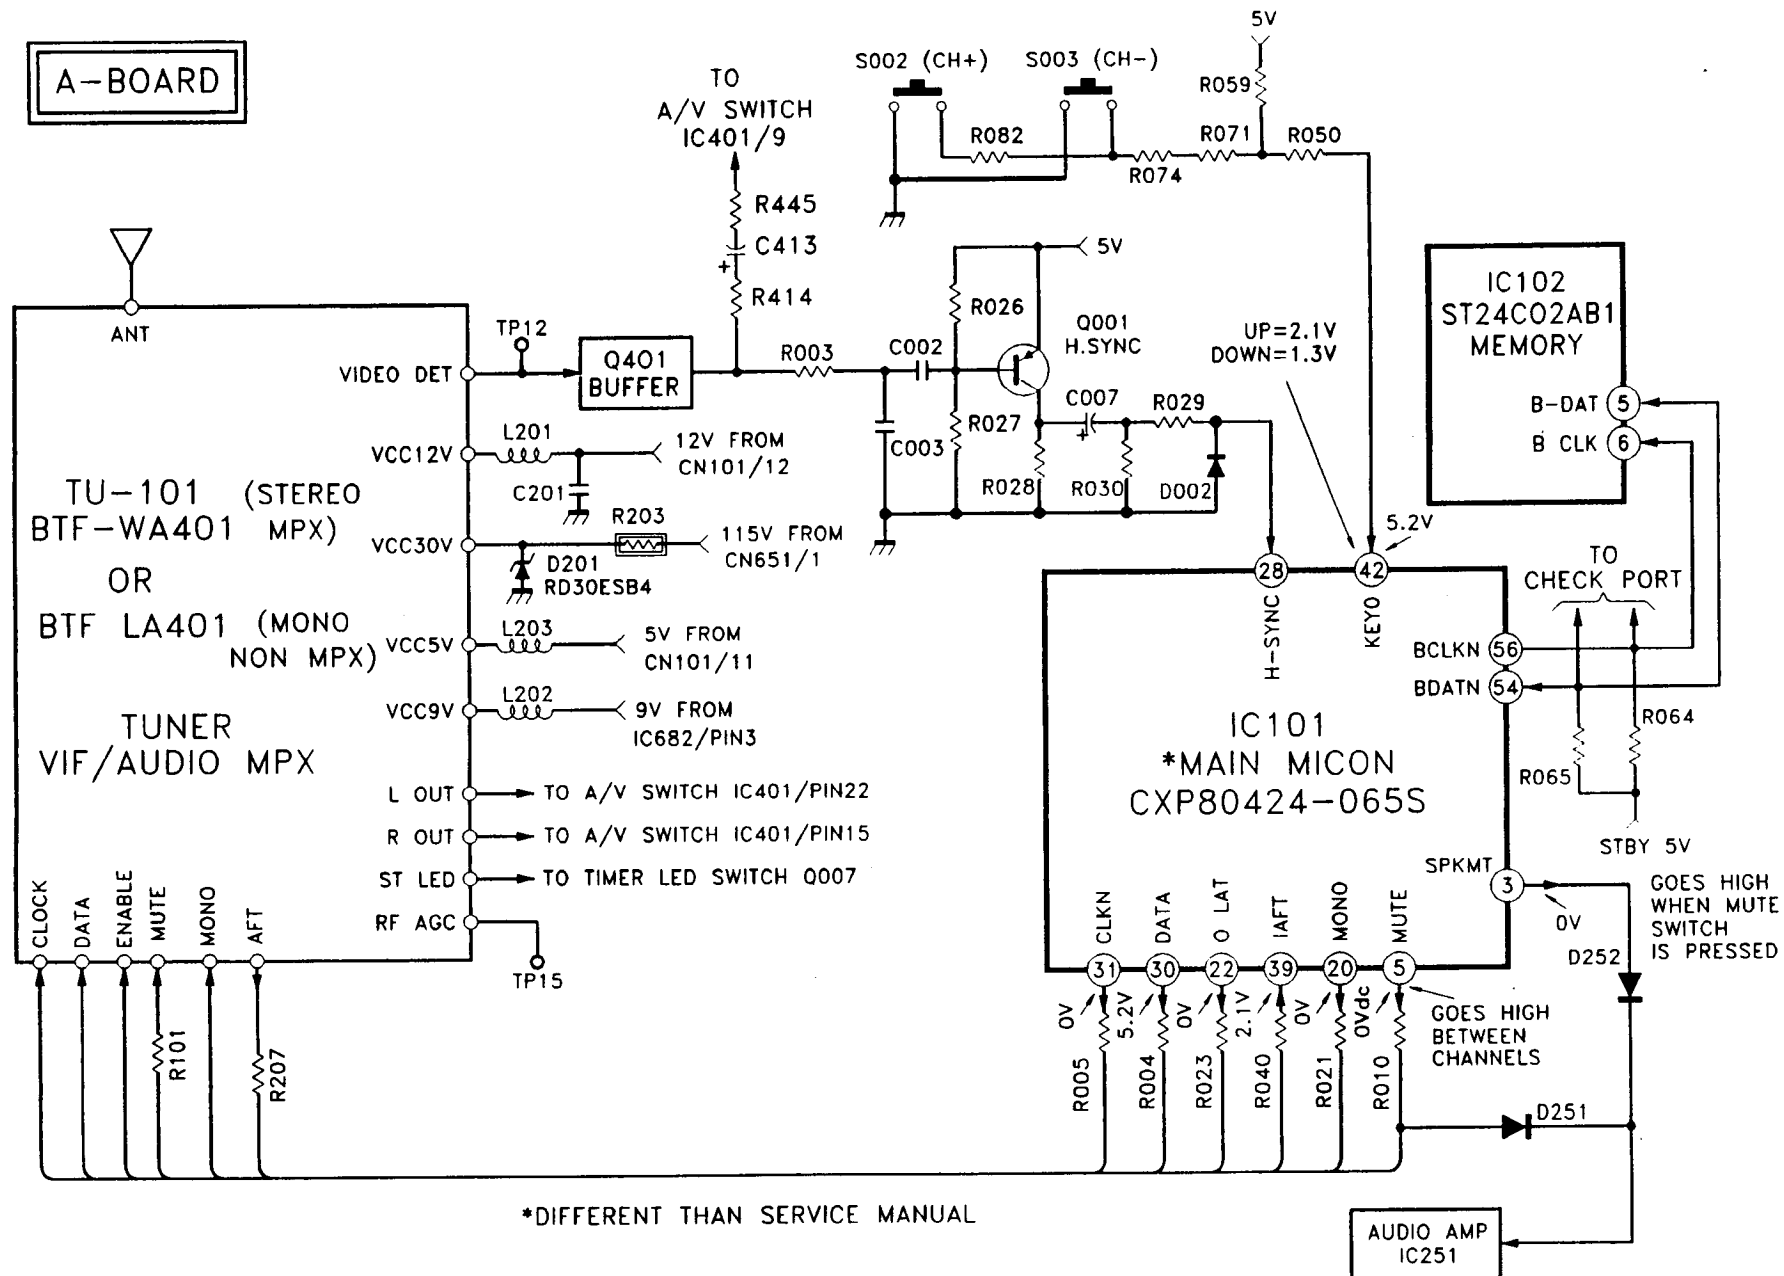 A-BOARD
TO
A/V SWITCH
IC401/9
R445
C413
+
R414
S002 (CH+)
S003 (CH-)
5V
R059
R082
R071
R050
R074
5V
R026
Q001
H.SYNC
UP=2.1V
DOWN=1.3V
IC102
ST24C02AB1
MEMORY
B-DAT 5
B CLK 6
ANT
TP12
VIDEO DET
Q401
BUFFER
R003
C002
C003
R027
C007
+
R029
R028
R030
D002
L201
VCC12V
12V FROM
CN101/12
C201
R203
VCC30V
115V FROM
CN651/1
D201
RD30ESB4
L203
VCC5V
5V FROM
CN101/11
L202
VCC9V
9V FROM
IC682/PIN3
TU-101 (STEREO
BTF-WA401 MPX)
OR
BTF LA401 (MONO
NON MPX)
TUNER
VIF/AUDIO MPX
L OUT
TO A/V SWITCH IC401/PIN22
R OUT
TO A/V SWITCH IC401/PIN15
ST LED
TO TIMER LED SWITCH Q007
RF AGC
TP15
CLOCK
DATA
ENABLE
MUTE
MONO
AFT
R101
R207
5.2V
28
42
H-SYNC
KEYO
TO
CHECK PORT
BCLKN 56
BDATN 54
R064
R065
STBY 5V
IC101
*MAIN MICON
CXP80424-065S
SPKMT 3
0V
GOES HIGH
WHEN MUTE
SWITCH
IS PRESSED
D252
CLKN
DATA
O LAT
IAFT
MONO
MUTE
31
30
22
39
20
5
0V
5.2V
0V
2.1V
0V
0Vdc
GOES HIGH
BETWEEN
CHANNELS
R005
R004
R023
R040
R021
R010
D251
*DIFFERENT THAN SERVICE MANUAL
AUDIO AMP
IC251